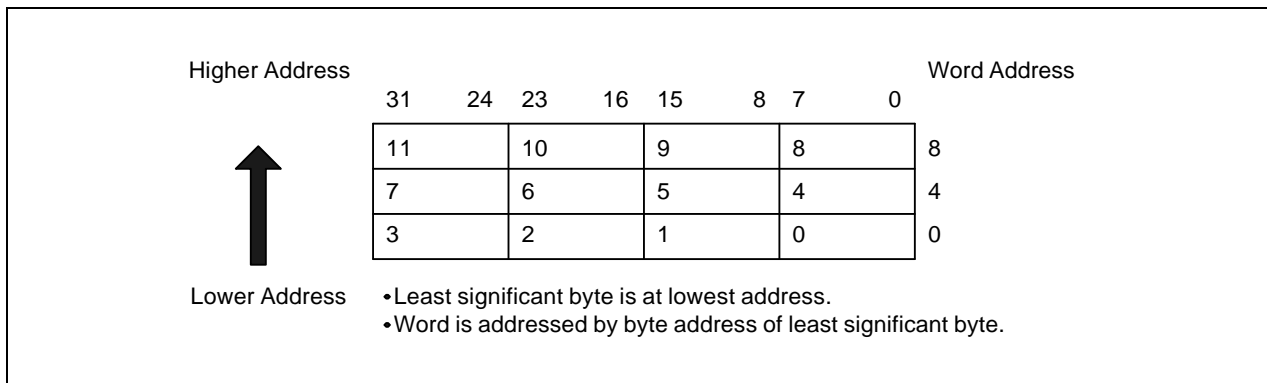 Higher Address Word Address
31 24 23 16 15 8 7 0
11 10 9 8 8
7 6 5 4 4
3 2 1 0 0
Lower Address •Least significant byte is at lowest address.
•Word is addressed by byte address of least significant byte.